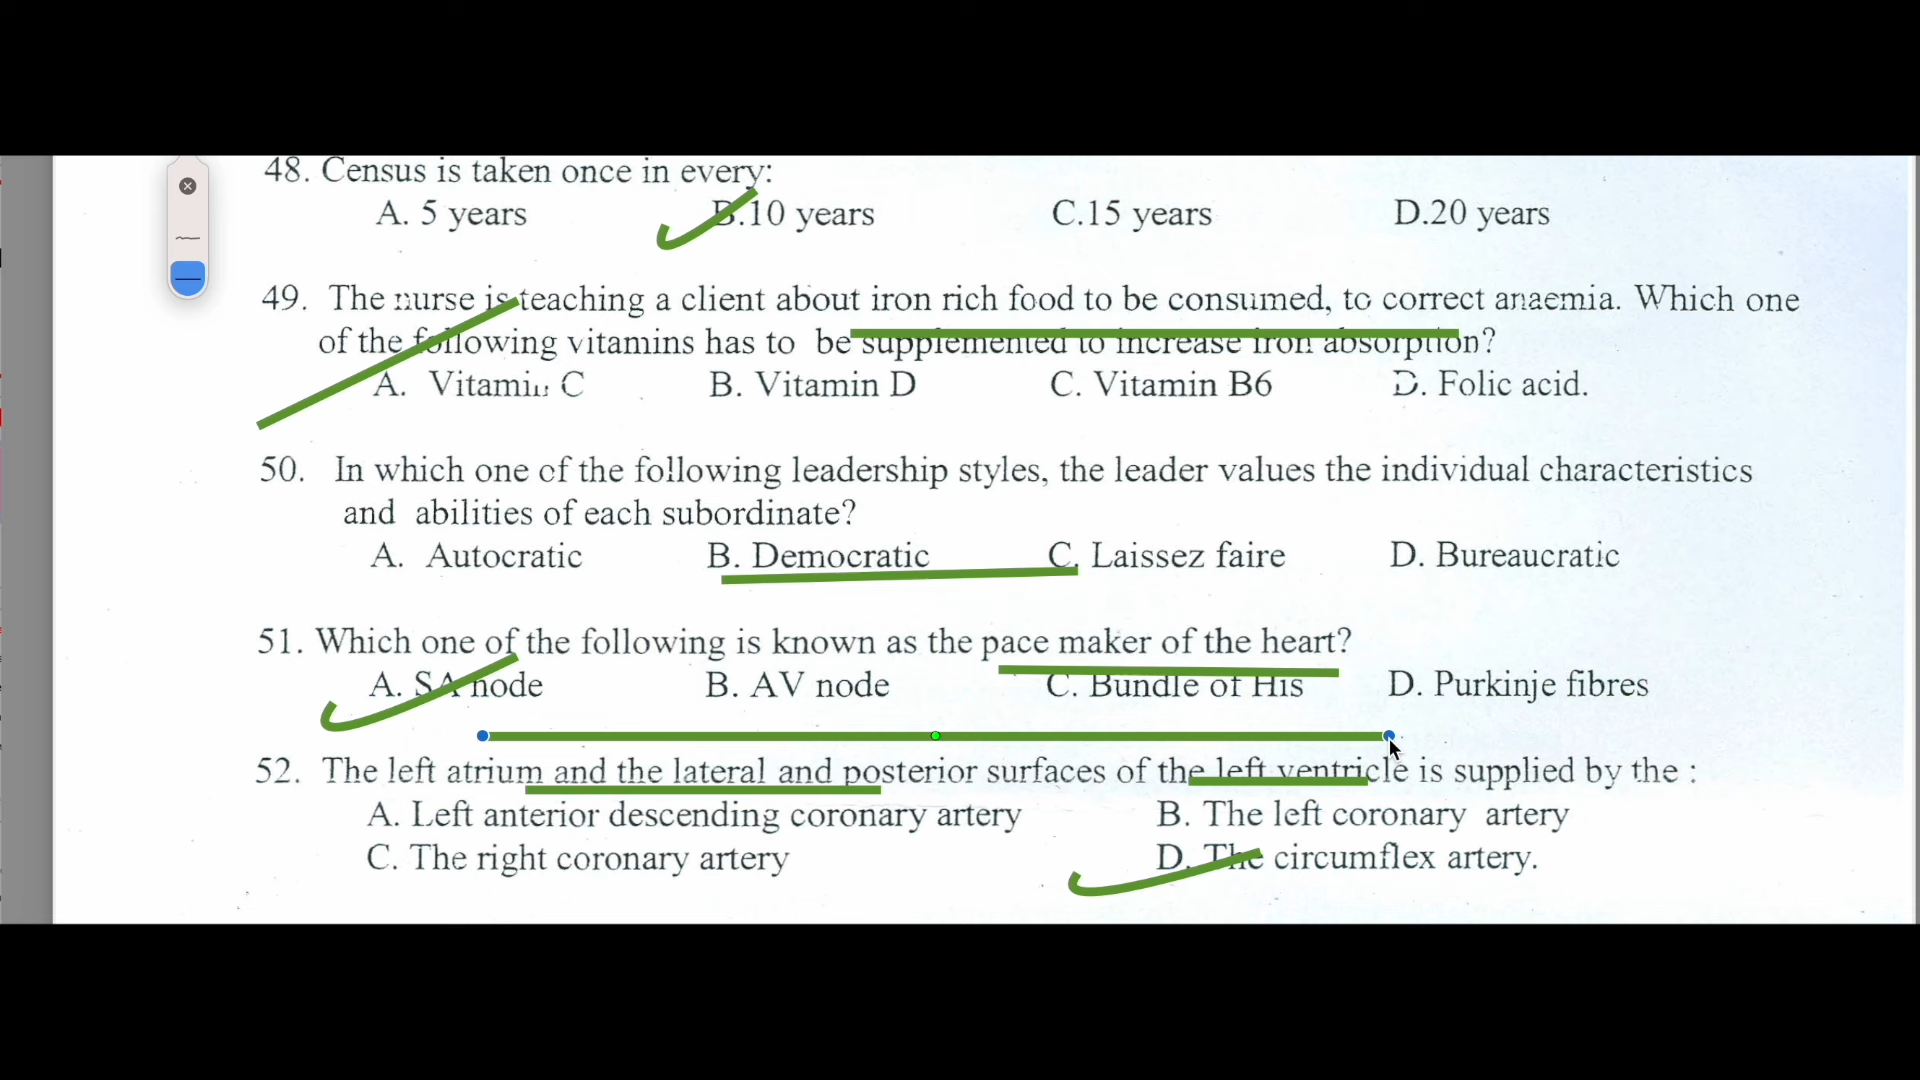 48. Census is taken once in every:
A. 5 years B.10 years C.15 years D.20 years
49. The nurse is teaching a client about iron rich food to be consumed, to correct anaemia. Which one
of the following vitamins has to be supplemented to increase iron absorption?
A. Vitamin C B. Vitamin D C. Vitamin B6 D. Folic acid.
50. In which one of the following leadership styles, the leader values the individual characteristics
and abilities of each subordinate?
A. Autocratic B. Democratic C. Laissez faire D. Bureaucratic
51. Which one of the following is known as the pace maker of the heart?
A. SA node B. AV node C. Bundle of His D. Purkinje fibres
52. The left atrium and the lateral and posterior surfaces of the left ventricle is supplied by the :
A. Left anterior descending coronary artery B. The left coronary artery
C. The right coronary artery D. The circumflex artery.